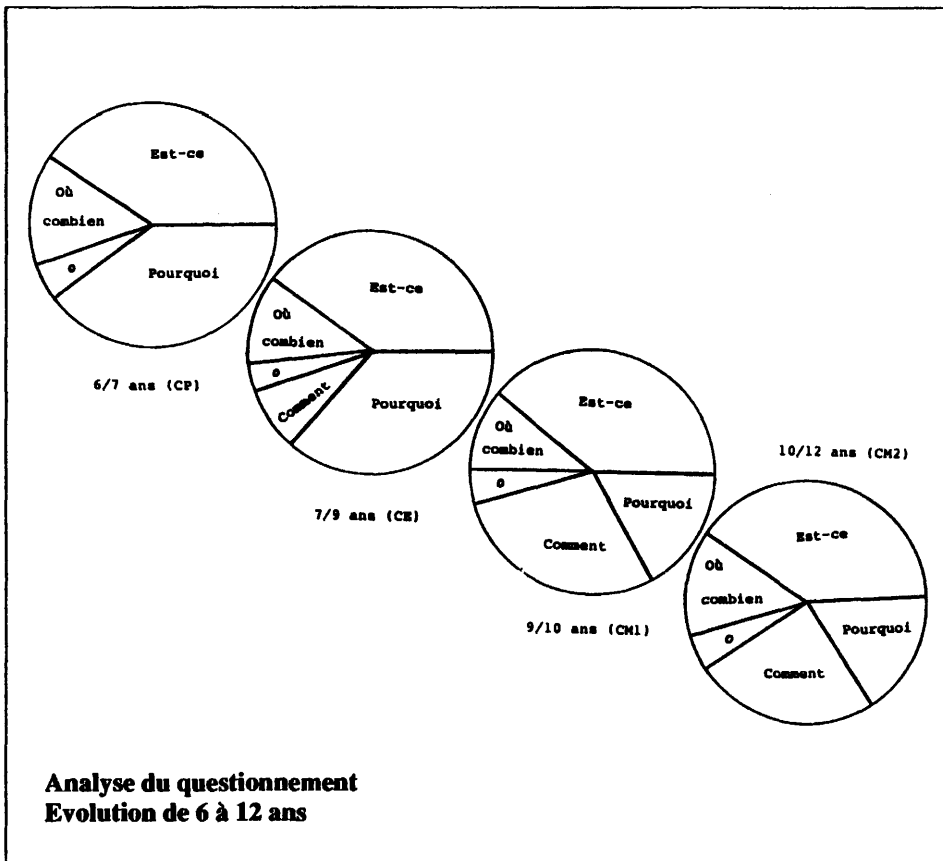 Est-ce
Où
combien
o
Pourquoi
6/7 ans (CP)
Est-ce
Où
combien
o
Comment
Pourquoi
7/9 ans (CE)
Est-ce
Où
combien
o
Comment
Pourquoi
9/10 ans (CM1)
10/12 ans (CM2)
Est-ce
Où
combien
o
Comment
Pourquoi
Analyse du questionnement
Evolution de 6 à 12 ans